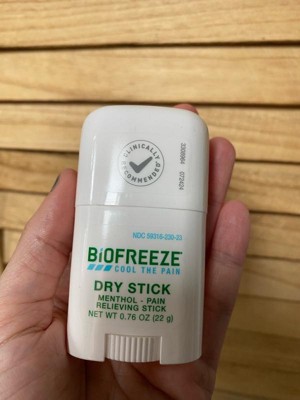 CLINICALLY
RECOMMENDED
NDC 59316-230-23
BIOFREEZE
COOL THE PAIN
DRY STICK
MENTHOL - PAIN
RELIEVING STICK
NET WT 0.76 OZ (22 g)